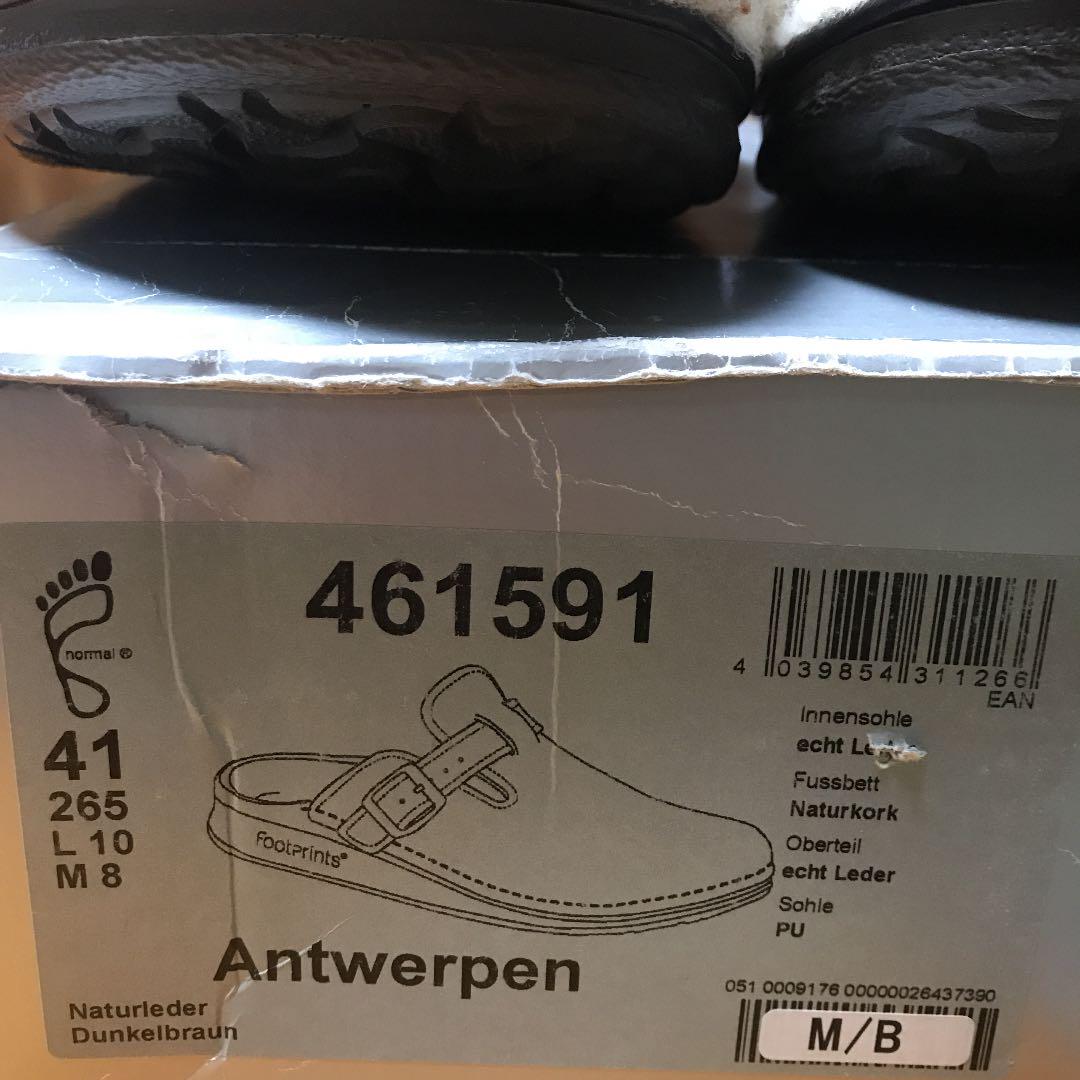 461591
normal ®
41
265
L 10
M 8
4 039854 311266
EAN
Innensohle
echt
Fussbett
Naturkork
Oberteil
echt Leder
Sohle
PU
Footprints®
Antwerpen
Naturleder
Dunkelbraun
051 0009176 00000026437390
M/B